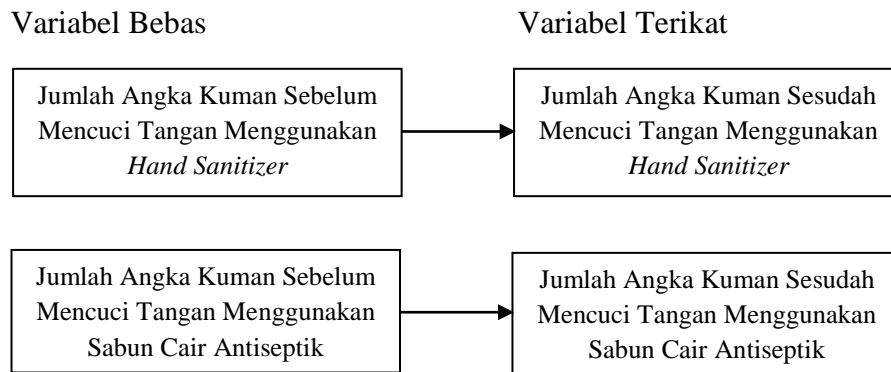 Variabel Bebas
Variabel Terikat
Jumlah Angka Kuman Sebelum
Mencuci Tangan Menggunakan
Hand Sanitizer
Jumlah Angka Kuman Sesudah
Mencuci Tangan Menggunakan
Hand Sanitizer
Jumlah Angka Kuman Sebelum
Mencuci Tangan Menggunakan
Sabun Cair Antiseptik
Jumlah Angka Kuman Sesudah
Mencuci Tangan Menggunakan
Sabun Cair Antiseptik